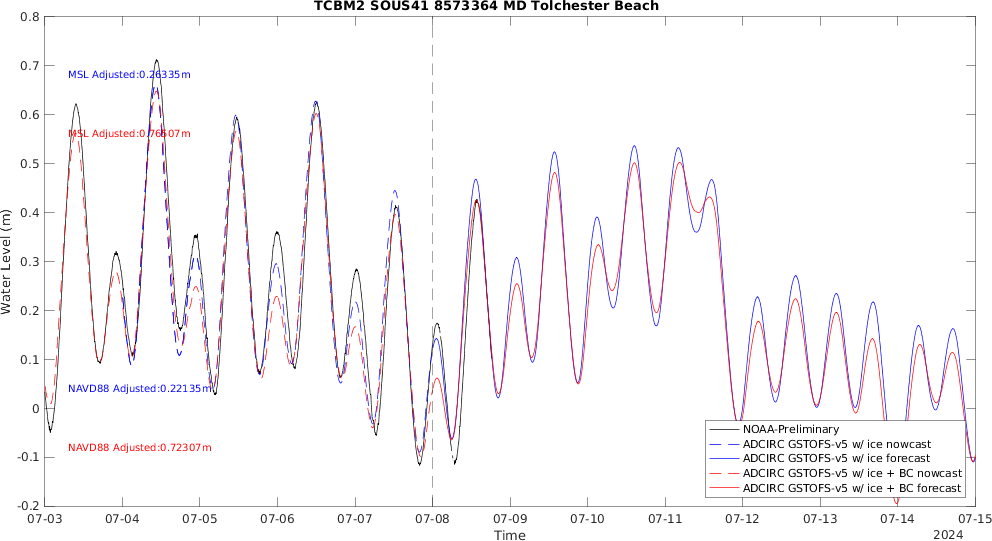 TCBM2 SOUS41 8573364 MD Tolchester Beach
Water Level (m)
0.8
0.7
0.6
0.5
0.4
0.3
0.2
0.1
0
-0.1
-0.2
MSL Adjusted:0.26335m
MSL Adjusted:0.76607m
NAVD88 Adjusted:0.22135m
NAVD88 Adjusted:0.72307m
NOAA-Preliminary
ADCIRC GSTOFS-v5 w/ ice nowcast
ADCIRC GSTOFS-v5 w/ ice forecast
ADCIRC GSTOFS-v5 w/ ice + BC nowcast
ADCIRC GSTOFS-v5 w/ ice + BC forecast
07-03 07-04 07-05 07-06 07-07 07-08 07-09 07-10 07-11 07-12 07-13 07-14 07-15
Time
2024